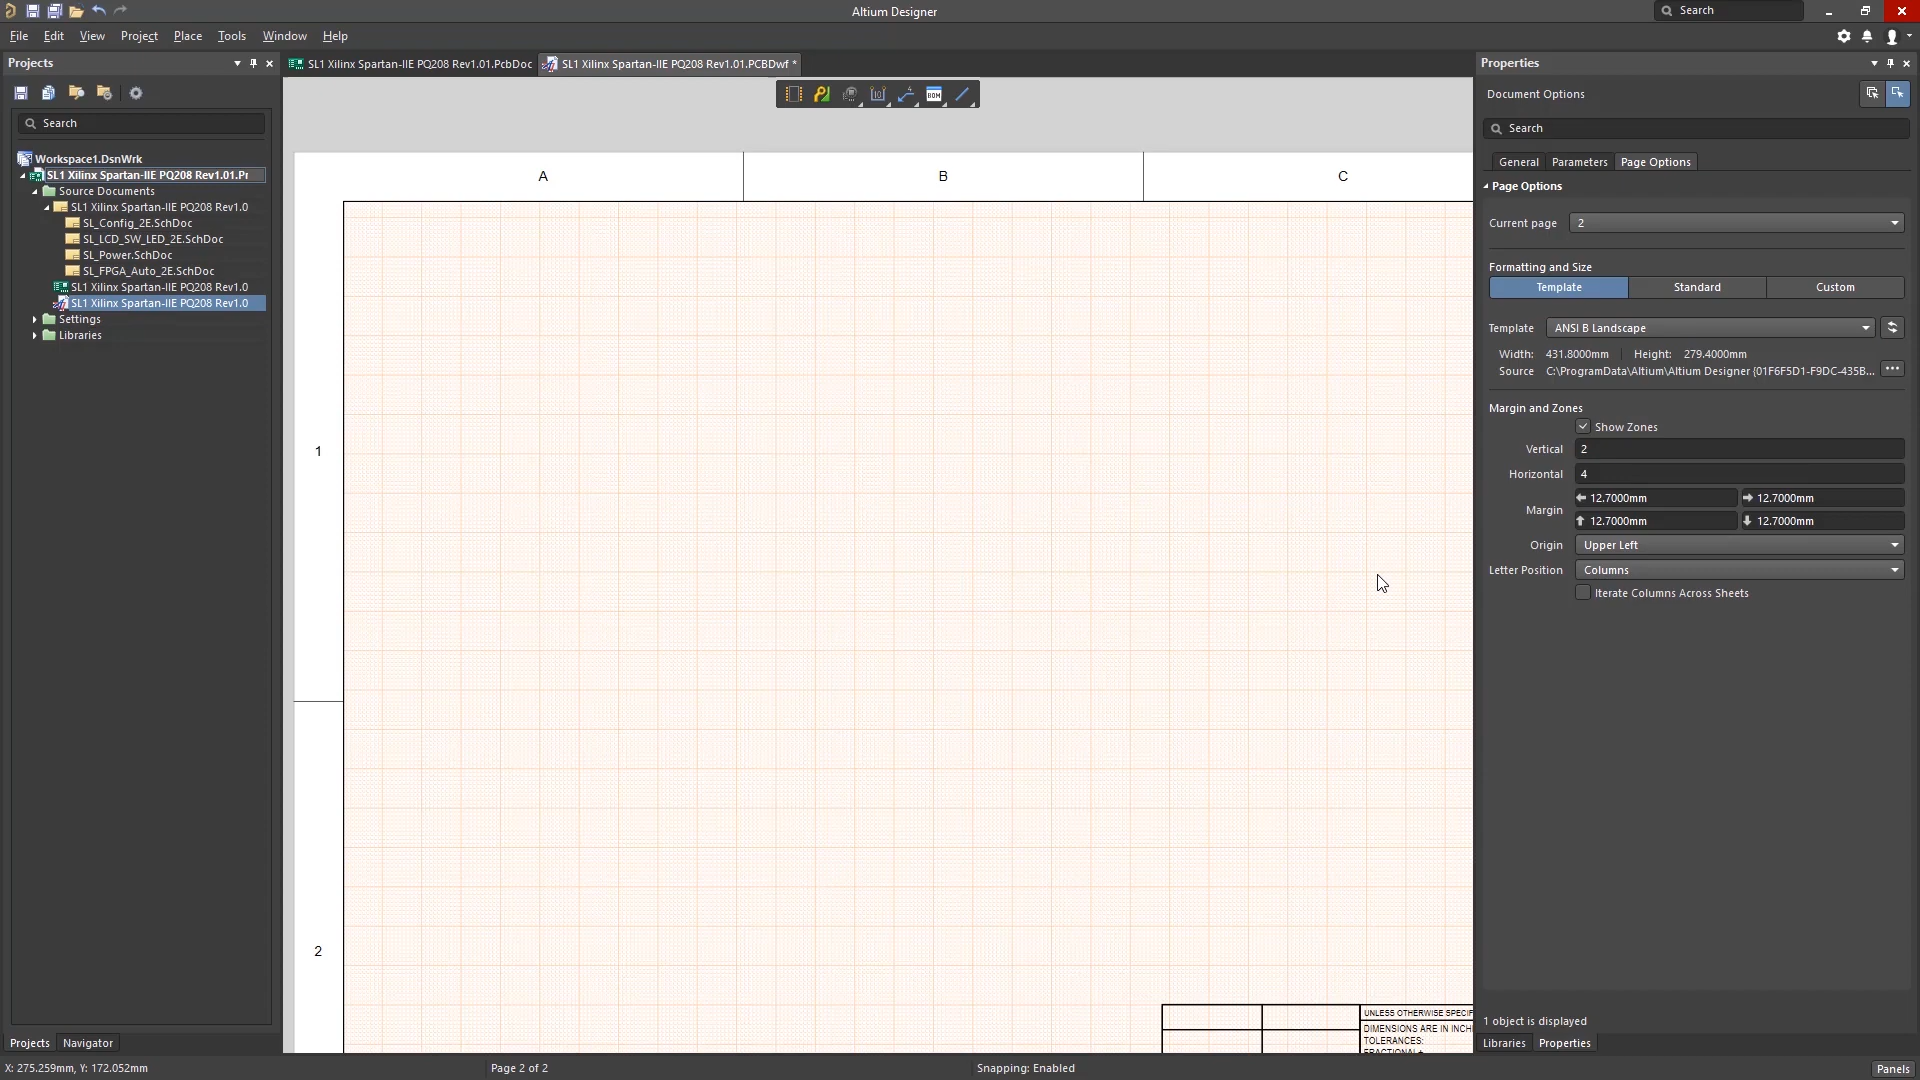 Altium Designer
Search
File Edit View Project Place Tools Window Help
Projects
SL1 Xilinx Spartan-IIE PQ208 Rev1.01.PcbDoc
SL1 Xilinx Spartan-IIE PQ208 Rev1.01.PCBDwf *
Properties
Search
Workspace1.DsnWrk
SL1 Xilinx Spartan-IIE PQ208 Rev1.01.Pr
Source Documents
SL1 Xilinx Spartan-IIE PQ208 Rev1.0
SL_Config_2E.SchDoc
SL_LCD_SW_LED_2E.SchDoc
SL_Power.SchDoc
SL_FPGA_Auto_2E.SchDoc
SL1 Xilinx Spartan-IIE PQ208 Rev1.0
SL1 Xilinx Spartan-IIE PQ208 Rev1.0
Settings
Libraries
Projects Navigator
10
BOM
A B C
1
2
UNLESS OTHERWISE SPECIF
DIMENSIONS ARE IN INCH
TOLERANCES:
FRACTIONAL±
Document Options
Search
General Parameters Page Options
Page Options
Current page 2
Formatting and Size
Template Standard Custom
Template ANSI B Landscape
Width: 431.8000mm Height: 279.4000mm
Source C:\ProgramData\Altium\Altium Designer {01F6F5D1-F9DC-435B...
Margin and Zones
Show Zones
Vertical 2
Horizontal 4
Margin
12.7000mm 12.7000mm
12.7000mm 12.7000mm
Origin Upper Left
Letter Position Columns
Iterate Columns Across Sheets
1 object is displayed
Libraries Properties
X: 275.259mm, Y: 172.052mm Page 2 of 2 Snapping: Enabled Panels